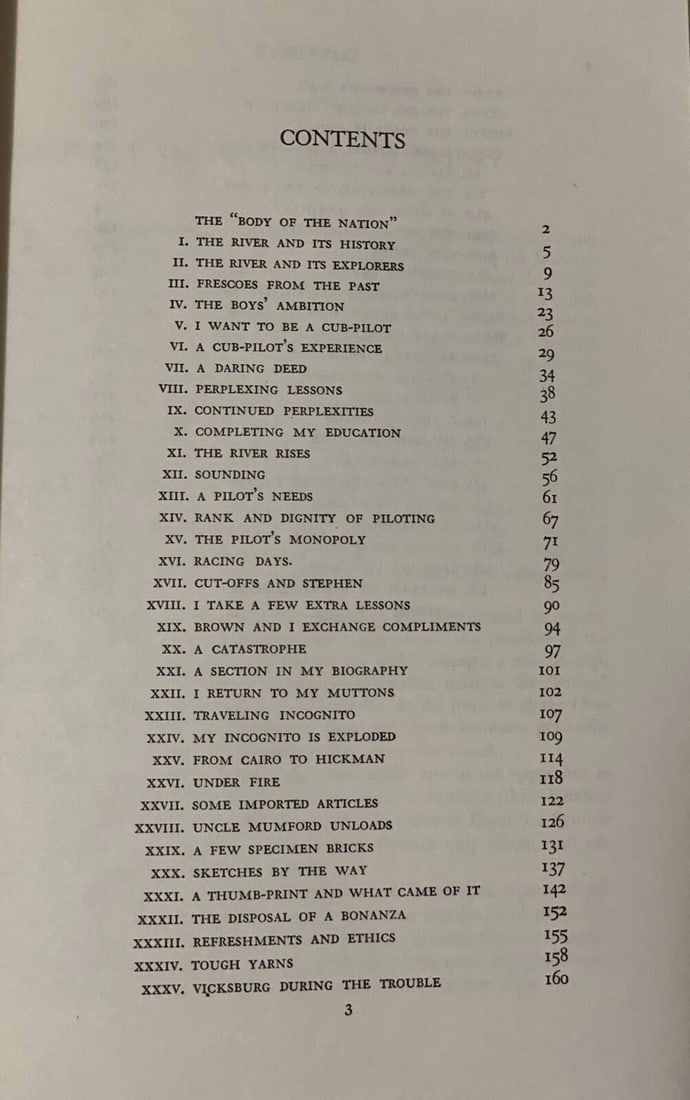 CONTENTS
THE "BODY OF THE NATION" 2
I. THE RIVER AND ITS HISTORY 5
II. THE RIVER AND ITS EXPLORERS 9
III. FRESCOES FROM THE PAST 13
IV. THE BOYS' AMBITION 23
V. I WANT TO BE A CUB-PILOT 26
VI. A CUB-PILOT'S EXPERIENCE 29
VII. A DARING DEED 34
VIII. PERPLEXING LESSONS 38
IX. CONTINUED PERPLEXITIES 43
X. COMPLETING MY EDUCATION 47
XI. THE RIVER RISES 52
XII. SOUNDING 56
XIII. A PILOT'S NEEDS 61
XIV. RANK AND DIGNITY OF PILOTING 67
XV. THE PILOT'S MONOPOLY 71
XVI. RACING DAYS. 79
XVII. CUT-OFFS AND STEPHEN 85
XVIII. I TAKE A FEW EXTRA LESSONS 90
XIX. BROWN AND I EXCHANGE COMPLIMENTS 94
XX. A CATASTROPHE 97
XXI. A SECTION IN MY BIOGRAPHY 101
XXII. I RETURN TO MY MUTTONS 102
XXIII. TRAVELING INCOGNITO 107
XXIV. MY INCOGNITO IS EXPLODED 109
XXV. FROM CAIRO TO HICKMAN 114
XXVI. UNDER FIRE 118
XXVII. SOME IMPORTED ARTICLES 122
XXVIII. UNCLE MUMFORD UNLOADS 126
XXIX. A FEW SPECIMEN BRICKS 131
XXX. SKETCHES BY THE WAY 137
XXXI. A THUMB-PRINT AND WHAT CAME OF IT 142
XXXII. THE DISPOSAL OF A BONANZA 152
XXXIII. REFRESHMENTS AND ETHICS 155
XXXIV. TOUGH YARNS 158
XXXV. VICKSBURG DURING THE TROUBLE 160
3